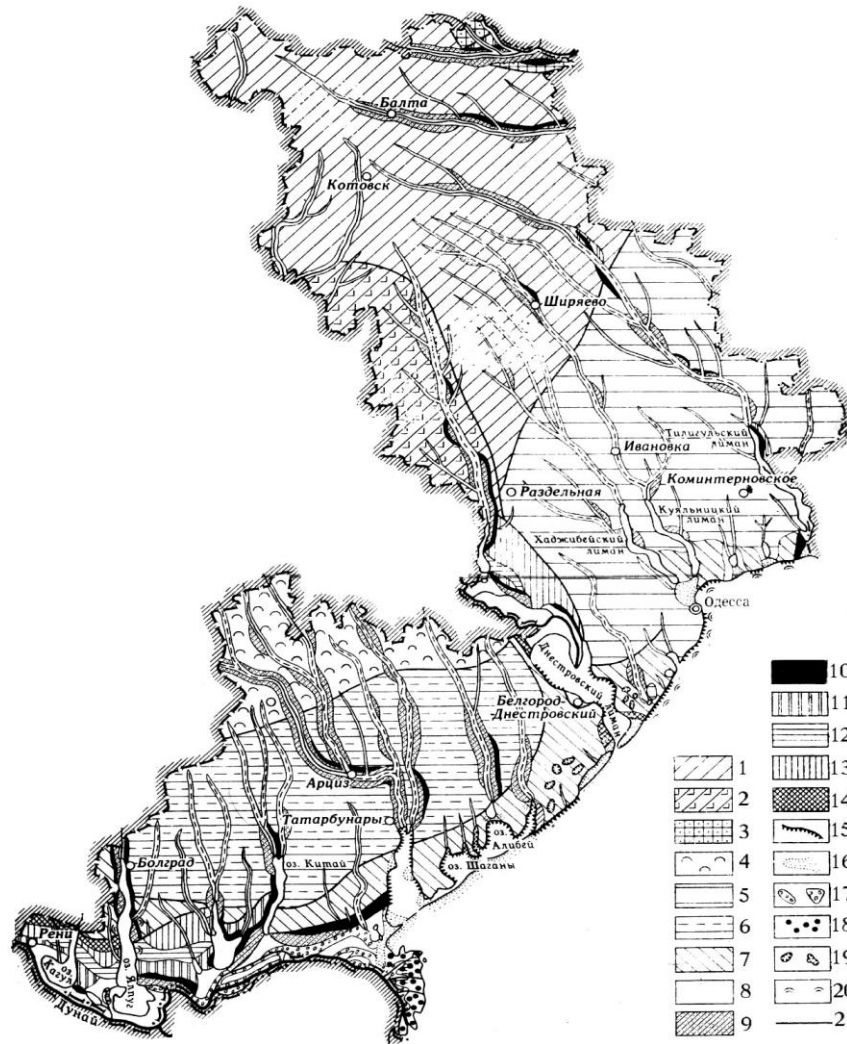 Балта
Котовск
Ширяево
Тилигульский
лиман
Ивановка
Коминтерновское
Раздельная
Куяльницкий
лиман
Хаджибейский
лиман
Одесса
Днестровский лиман
Белгород-
Днестровский
Арциз
Татарбунары
оз.
Алибей
оз. Китай
оз. Шаганы
Болград
Рени
оз.
Кагул
оз. Ялпуг
Дунай
1
2
3
4
5
6
7
8
9
10
11
12
13
14
15
16
17
18
19
20
2